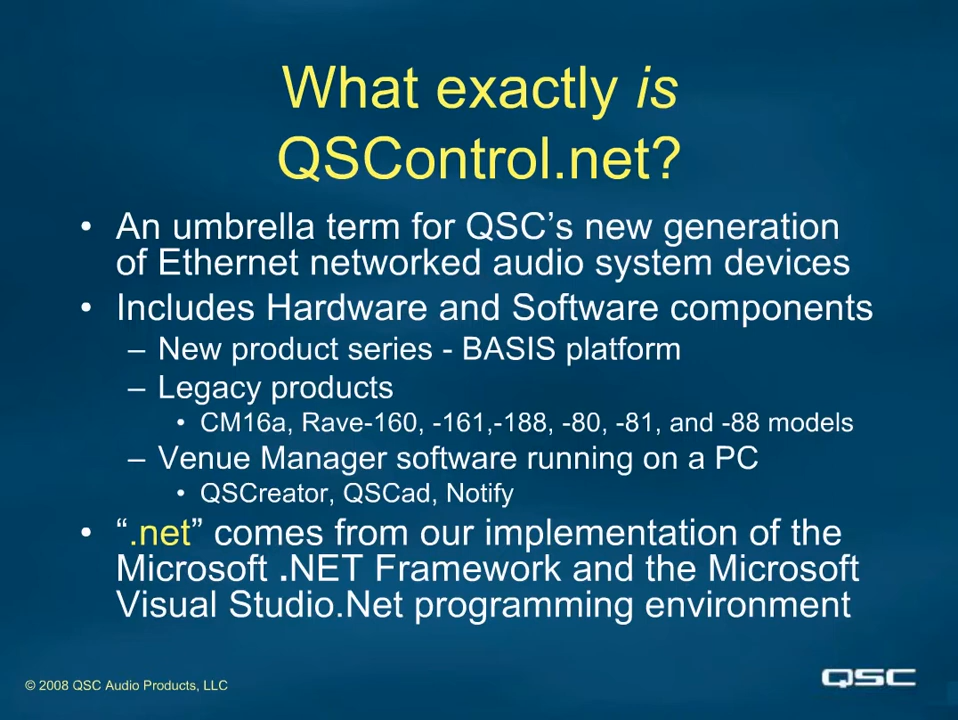 What exactly is
QSControl.net?
• An umbrella term for QSC’s new generation
of Ethernet networked audio system devices
• Includes Hardware and Software components
– New product series - BASIS platform
– Legacy products
• CM16a, Rave-160, -161,-188, -80, -81, and -88 models
– Venue Manager software running on a PC
• QSCreator, QSCad, Notify
• “.net” comes from our implementation of the
Microsoft .NET Framework and the Microsoft
Visual Studio.Net programming environment
© 2008 QSC Audio Products, LLC
QSC